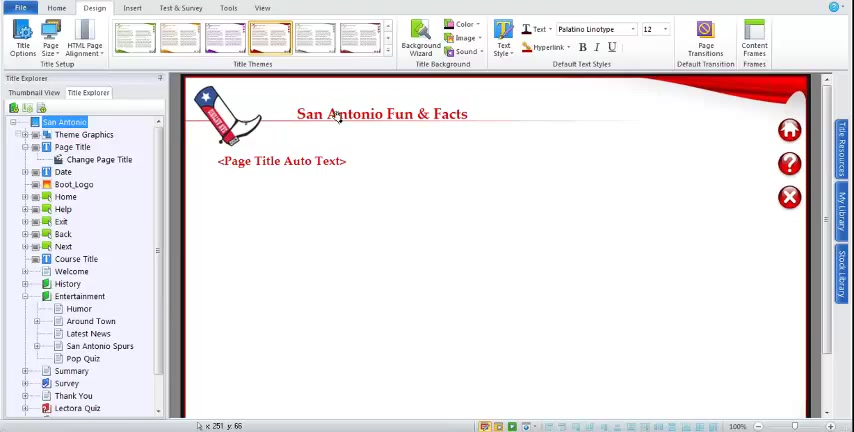 File Home Design Insert Test & Survey Tools View
Title Options
Page Size
HTML Page Alignment
Title Setup
Title Themes
Background Wizard
Color
Image
Sound
Title Background
Text Style
Text Palatino Linotype 12
Hyperlink B I U
Default Text Styles
Page Transitions
Default Transition
Content Frames
Frames
Title Explorer
Thumbnail View Title Explorer
San Antonio
Theme Graphics
Page Title
Change Page Title
Date
Boot_Logo
Home
Help
Exit
Back
Next
Course Title
Welcome
History
Entertainment
Humor
Around Town
Latest News
San Antonio Spurs
Pop Quiz
Summary
Survey
Thank You
Lectora Quiz
San Antonio Fun & Facts
<Page Title Auto Text>
Title Resources
My Library
Stock Library
x: 251 y: 66
100%